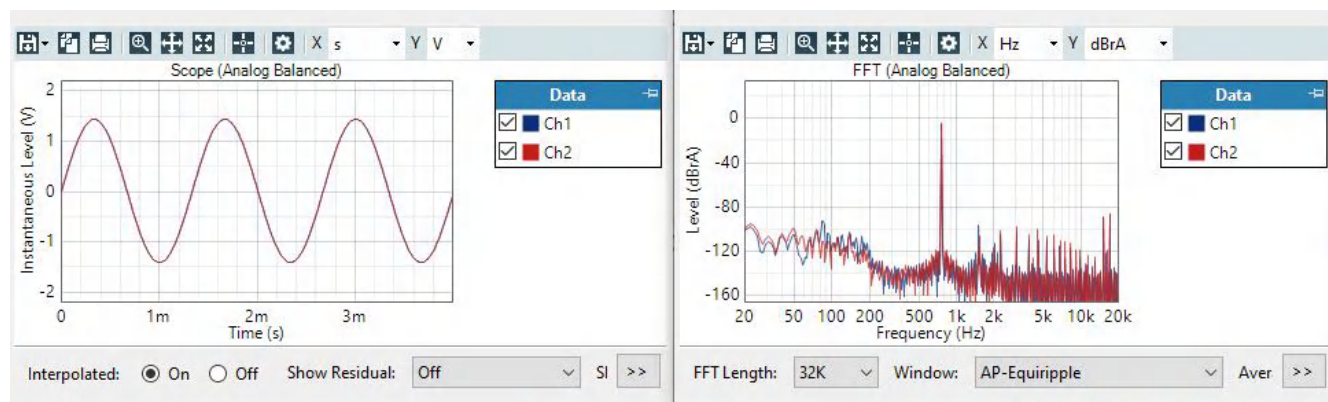 X s Y V
Scope (Analog Balanced)
Instantaneous Level (V)
2
1
0
-1
-2
0 1m 2m 3m
Time (s)
Data
Ch1
Ch2
Interpolated: On Off Show Residual: Off SI >>
X Hz Y dBrA
FFT (Analog Balanced)
Level (dBrA)
0
-40
-80
-120
-160
20 50 100 200 500 1k 2k 5k 10k 20k
Frequency (Hz)
Data
Ch1
Ch2
FFT Length: 32K Window: AP-Equiripple Aver >>